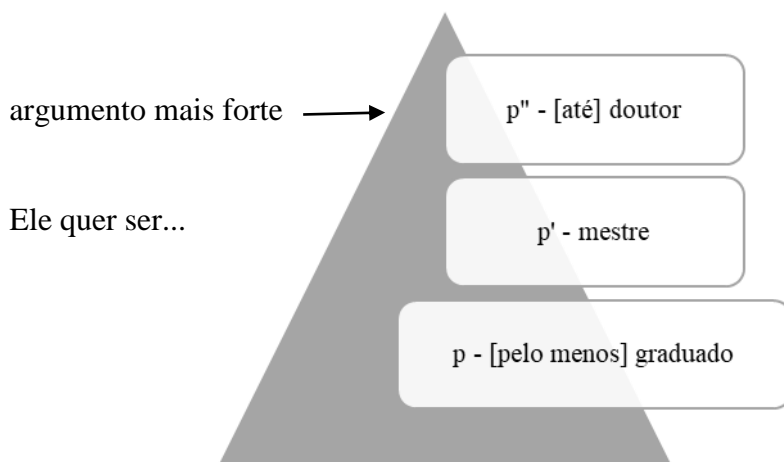 argumento mais forte
p" - [até] doutor
Ele quer ser...
p' - mestre
p - [pelo menos] graduado